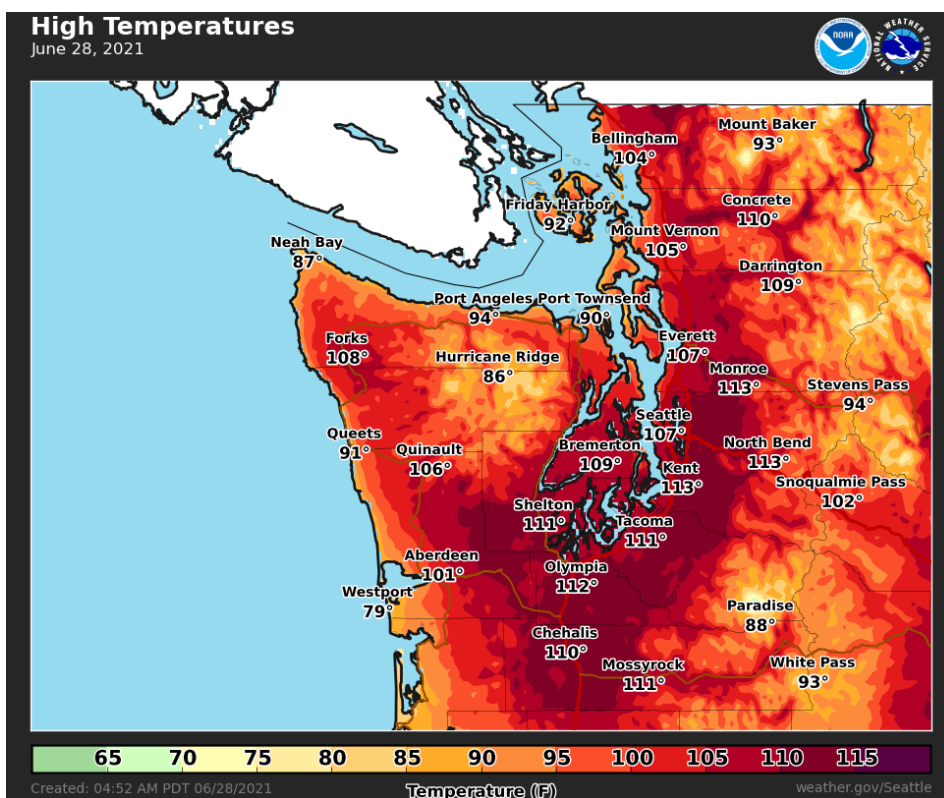 High Temperatures
June 28, 2021
NOAA
NATIONAL WEATHER SERVICE
Mount Baker
93°
Bellingham
104°
Concrete
110°
Friday Harbor
92°
Mount Vernon
105°
Neah Bay
87°
Darrington
109°
Port Angeles
94°
Port Townsend
90°
Forks
108°
Everett
107°
Hurricane Ridge
86°
Monroe
113°
Stevens Pass
94°
Seattle
107°
Queets
91°
Quinault
106°
Bremerton
109°
North Bend
113°
Kent
113°
Snoqualmie Pass
102°
Shelton
111°
Tacoma
111°
Aberdeen
101°
Olympia
112°
Westport
79°
Paradise
88°
Chehalis
110°
Mossyrock
111°
White Pass
93°
65 70 75 80 85 90 95 100 105 110 115
Created: 04:52 AM PDT 06/28/2021
Temperature (F)
weather.gov/Seattle